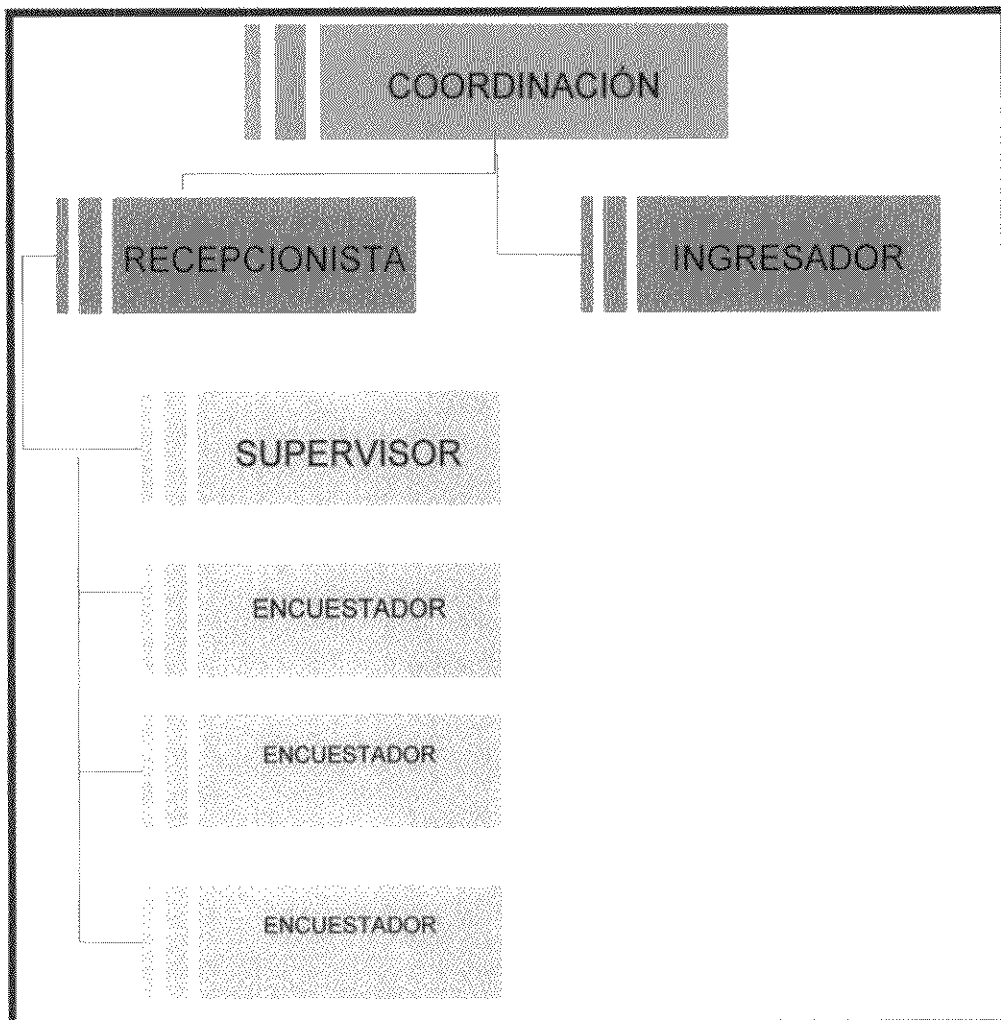 COORDINACIÓN
RECEPCIONISTA
INGRESADOR
SUPERVISOR
ENCUESTADOR
ENCUESTADOR
ENCUESTADOR